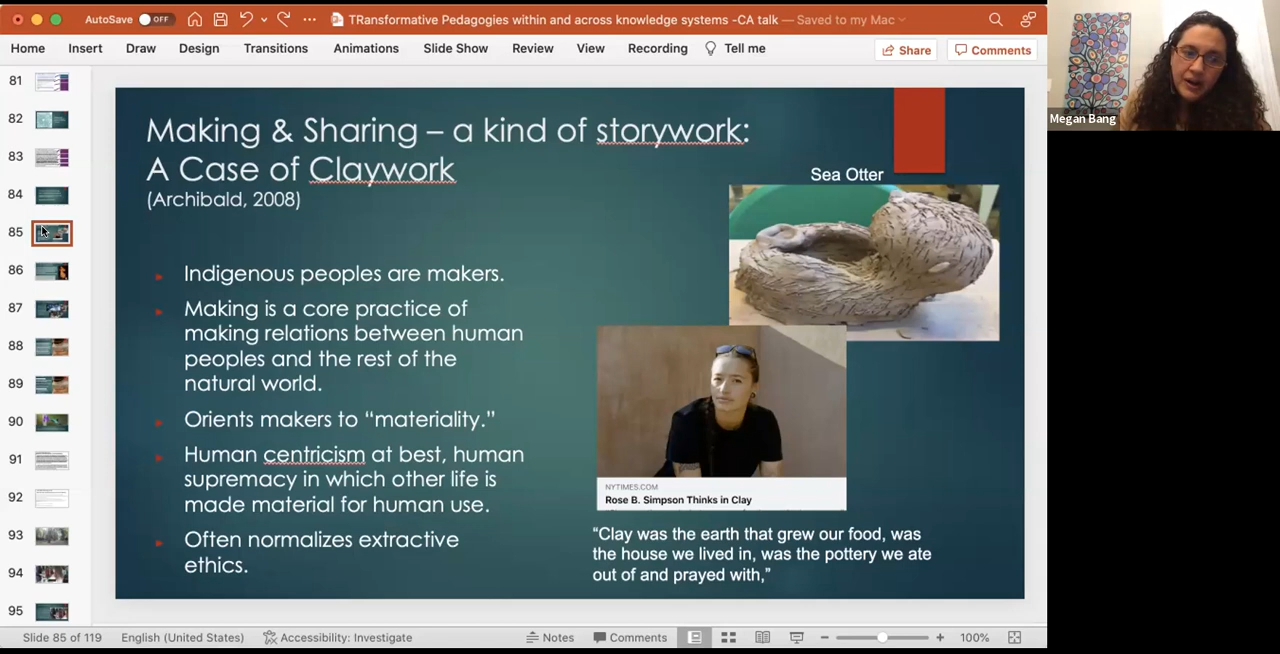 AutoSave OFF
TRansformative Pedagogies within and across knowledge systems -CA talk — Saved to my Mac
Home Insert Draw Design Transitions Animations Slide Show Review View Recording Tell me Share Comments
81
82
83
84
85
86
87
88
89
90
91
92
93
94
95
Making & Sharing – a kind of storywork:
A Case of Claywork
(Archibald, 2008)
Indigenous peoples are makers.
Making is a core practice of
making relations between human
peoples and the rest of the
natural world.
Orients makers to “materiality.”
Human centricism at best, human
supremacy in which other life is
made material for human use.
Often normalizes extractive
ethics.
Sea Otter
NYTIMES.COM
Rose B. Simpson Thinks in Clay
“Clay was the earth that grew our food, was
the house we lived in, was the pottery we ate
out of and prayed with,”
Megan Bang
Slide 85 of 119 English (United States) Accessibility: Investigate Notes Comments 100%